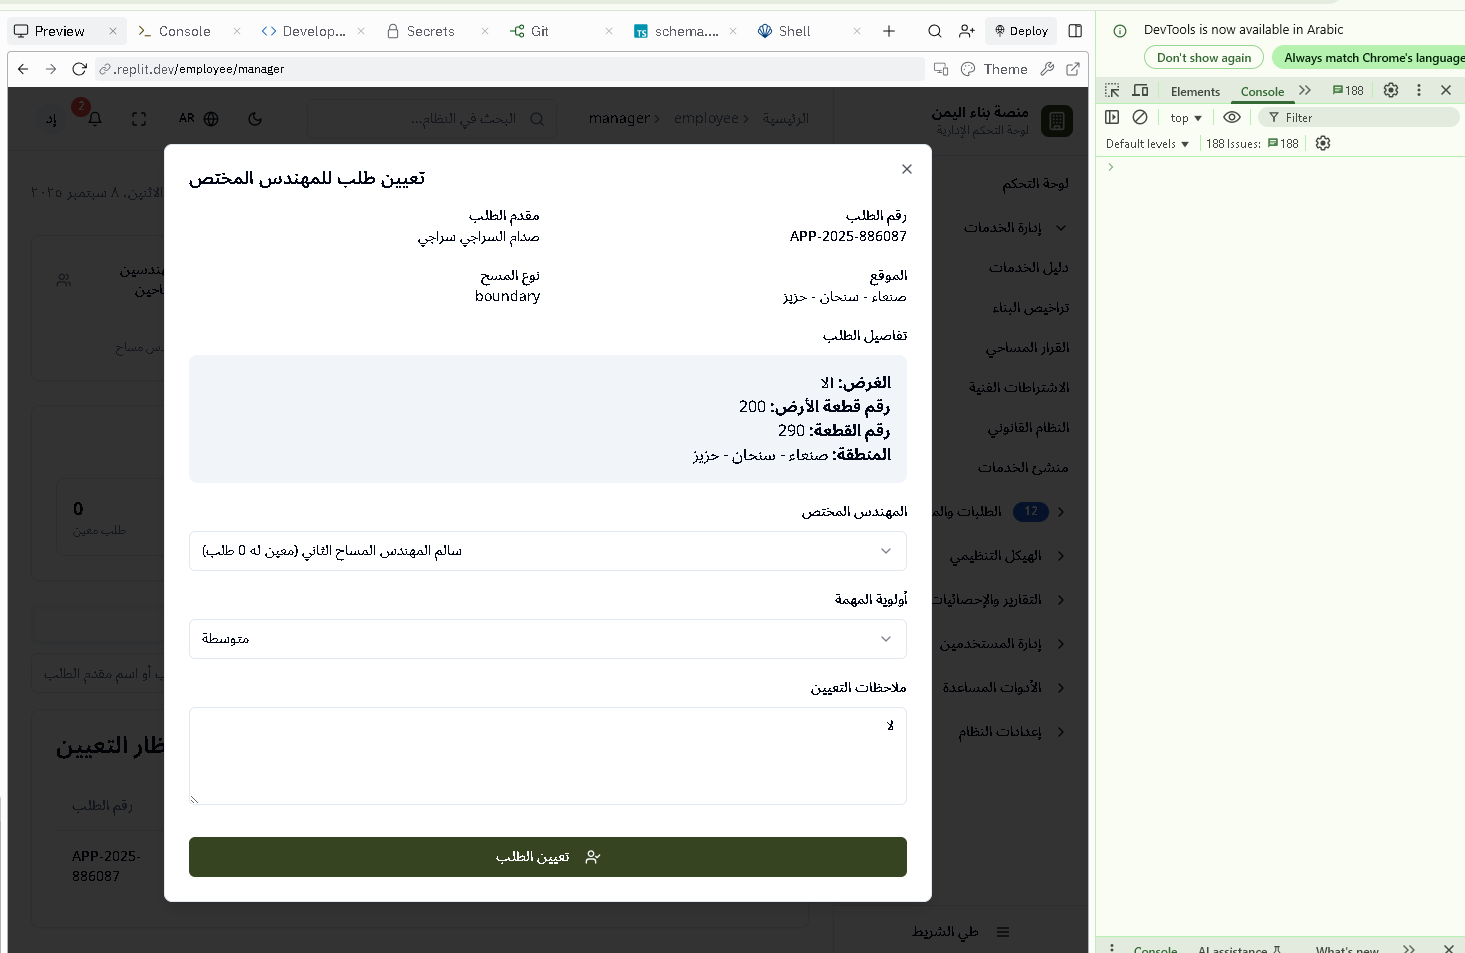 Preview
Console
Develop...
Secrets
Git
schema....
Shell
Deploy
.replit.dev/employee/manager
Theme
منصة بناء اليمن
لوحة التحكم الإدارية
الرئيسية
employee
manager
البحث في النظام...
AR
2
إد
لوحة التحكم
إدارة الخدمات
دليل الخدمات
تراخيص البناء
القرار المساحي
الاشتراطات الفنية
النظام القانوني
منشئ الخدمات
الطلبات والم
12
الهيكل التنظيمي
التقارير والإحصائيات
إدارة المستخدمين
الأدوات المساعدة
إعدادات النظام
طي الشريط
الاثنين، ٨ سبتمبر ٢٠٢٥
0
طلب معين
ب أو اسم مقدم الطلب
ظار التعيين
رقم الطلب
APP-2025-
886087
تعيين طلب للمهندس المختص
رقم الطلب
APP-2025-886087
مقدم الطلب
صدام السراجي سراجي
الموقع
صنعاء - سنحان - حزيز
نوع المسح
boundary
تفاصيل الطلب
الغرض: الا
رقم قطعة الأرض: 200
رقم القطعة: 290
المنطقة: صنعاء - سنحان - حزيز
المهندس المختص
سالم المهندس المساح الثاني (معين له 0 طلب)
أولوية المهمة
متوسطة
ملاحظات التعيين
لا
تعيين الطلب
DevTools is now available in Arabic
Don't show again
Always match Chrome's language
Elements
Console
188
top
Filter
Default levels
188 Issues:
188
Console
AI assistance
What's new